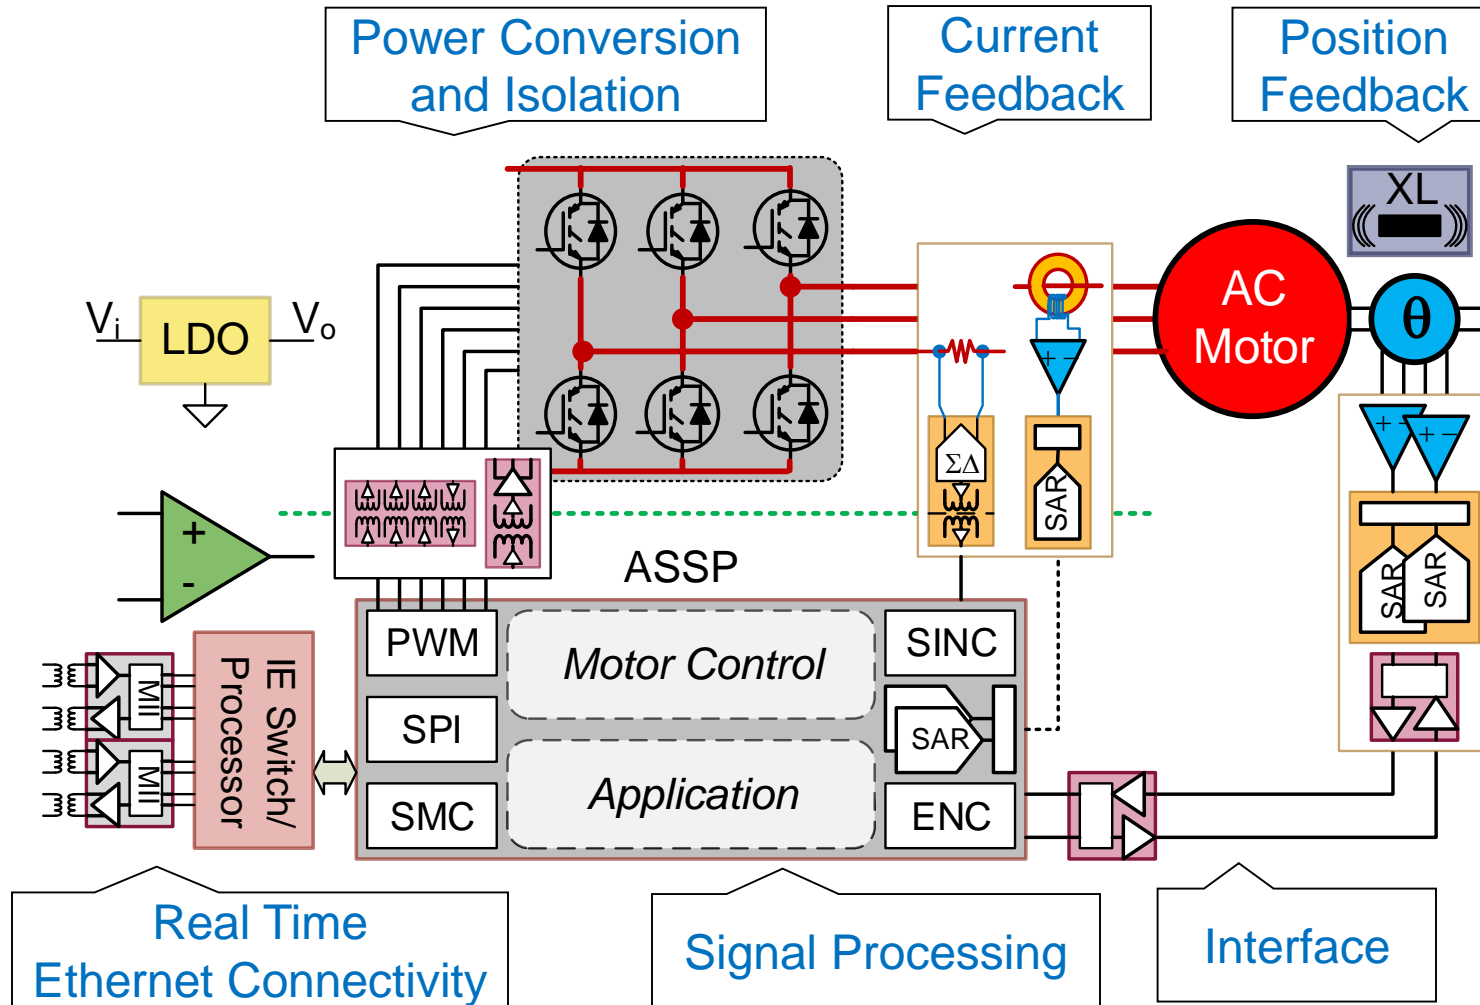 Power Conversion
and Isolation
Current
Feedback
Position
Feedback
XL
Vi
LDO
Vo
AC
Motor
θ
+ −
+ −
+ −
ΣΔ
SAR
SAR
SAR
+
-
ASSP
PWM
Motor Control
SINC
SPI
SAR
SMC
Application
ENC
MII
MII
IE Switch/
Processor
Real Time
Ethernet Connectivity
Signal Processing
Interface